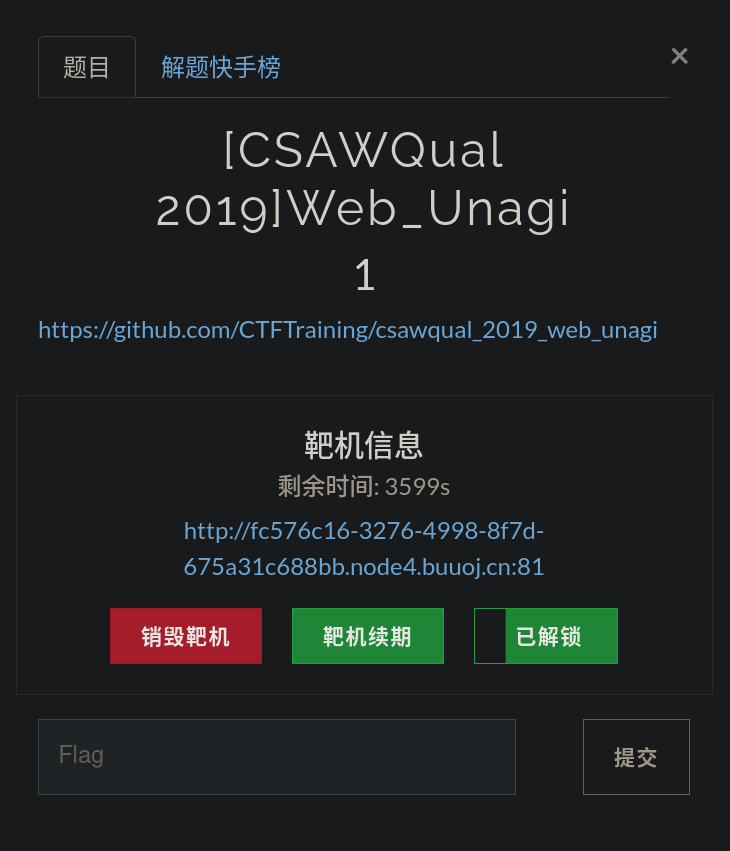 题目
解题快手榜
×
[CSAWQual
2019]Web_Unagi
1
https://github.com/CTFTraining/csawqual_2019_web_unagi
靶机信息
剩余时间: 3599s
http://fc576c16-3276-4998-8f7d-
675a31c688bb.node4.buuoj.cn:81
销毁靶机
靶机续期
已解锁
Flag
提交